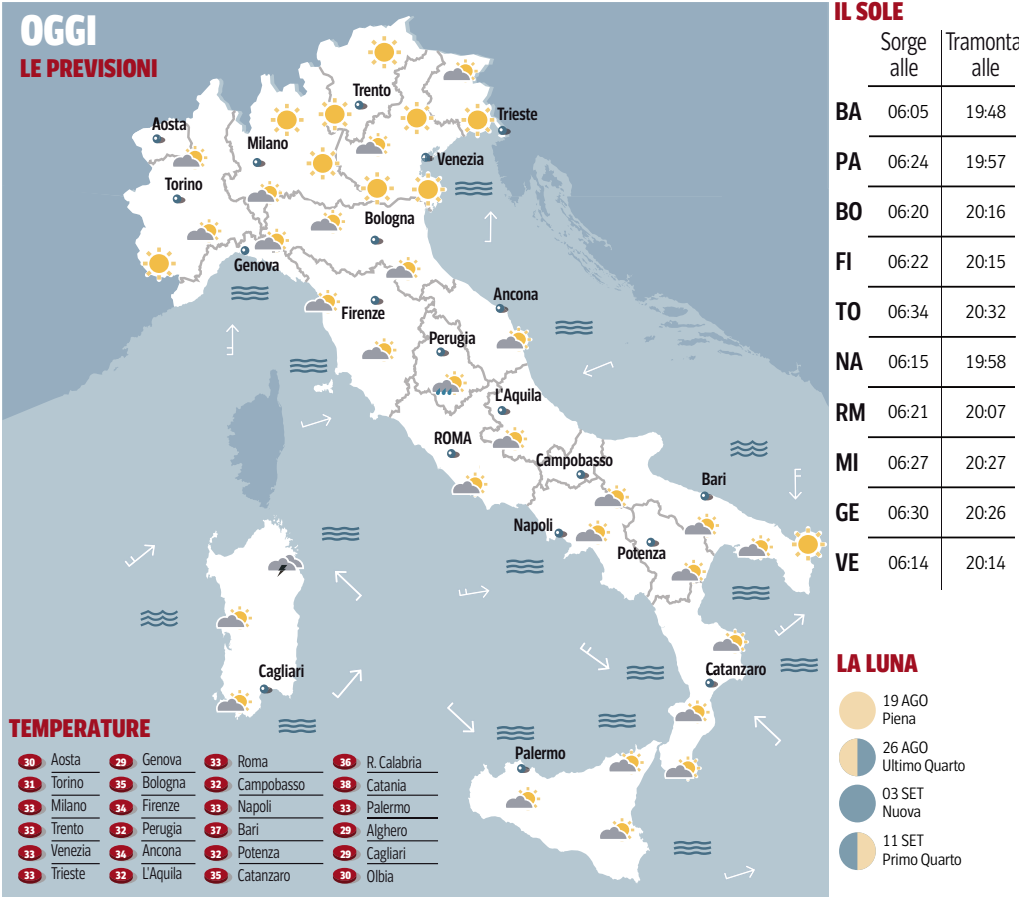 OGGI
LE PREVISIONI
Trento
Aosta
Milano
Trieste
Venezia
Torino
Bologna
Genova
Ancona
Firenze
Perugia
L'Aquila
ROMA
Campobasso
Bari
Napoli
Potenza
Cagliari
Catanzaro
Palermo
TEMPERATURE
30 Aosta
31 Torino
33 Milano
33 Trento
33 Venezia
33 Trieste
29 Genova
35 Bologna
34 Firenze
32 Perugia
34 Ancona
32 L'Aquila
33 Roma
32 Campobasso
33 Napoli
37 Bari
32 Potenza
35 Catanzaro
36 R. Calabria
38 Catania
33 Palermo
29 Alghero
29 Cagliari
30 Olbia
IL SOLE
Sorge Tramonta
alle alle
BA 06:05 19:48
PA 06:24 19:57
BO 06:20 20:16
FI 06:22 20:15
TO 06:34 20:32
NA 06:15 19:58
RM 06:21 20:07
MI 06:27 20:27
GE 06:30 20:26
VE 06:14 20:14
LA LUNA
19 AGO
Piena
26 AGO
Ultimo Quarto
03 SET
Nuova
11 SET
Primo Quarto